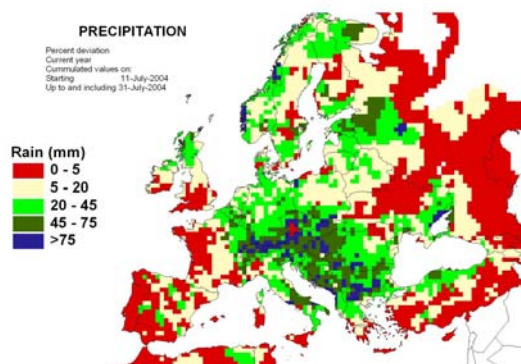 PRECIPITATION
Percent deviation
Current year
Cummulated values on:
Starting 11-July-2004
Up to and including 31-July-2004
Rain (mm)
0 - 5
5 - 20
20 - 45
45 - 75
>75